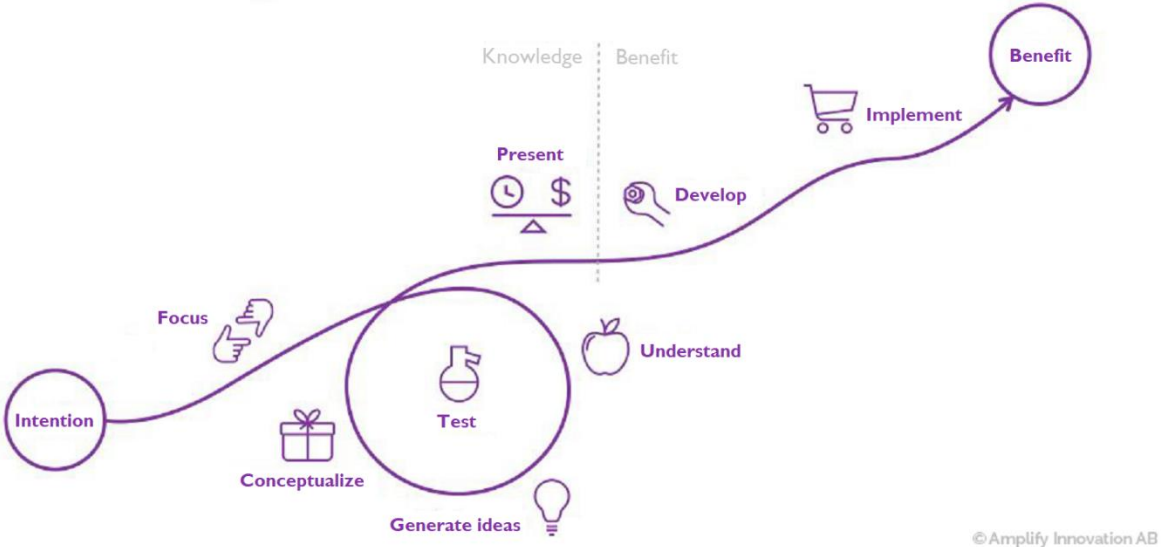 Knowledge
Benefit
Benefit
Implement
Present
$
Develop
Focus
Understand
Intention
Test
Conceptualize
Generate ideas
© Amplify Innovation AB